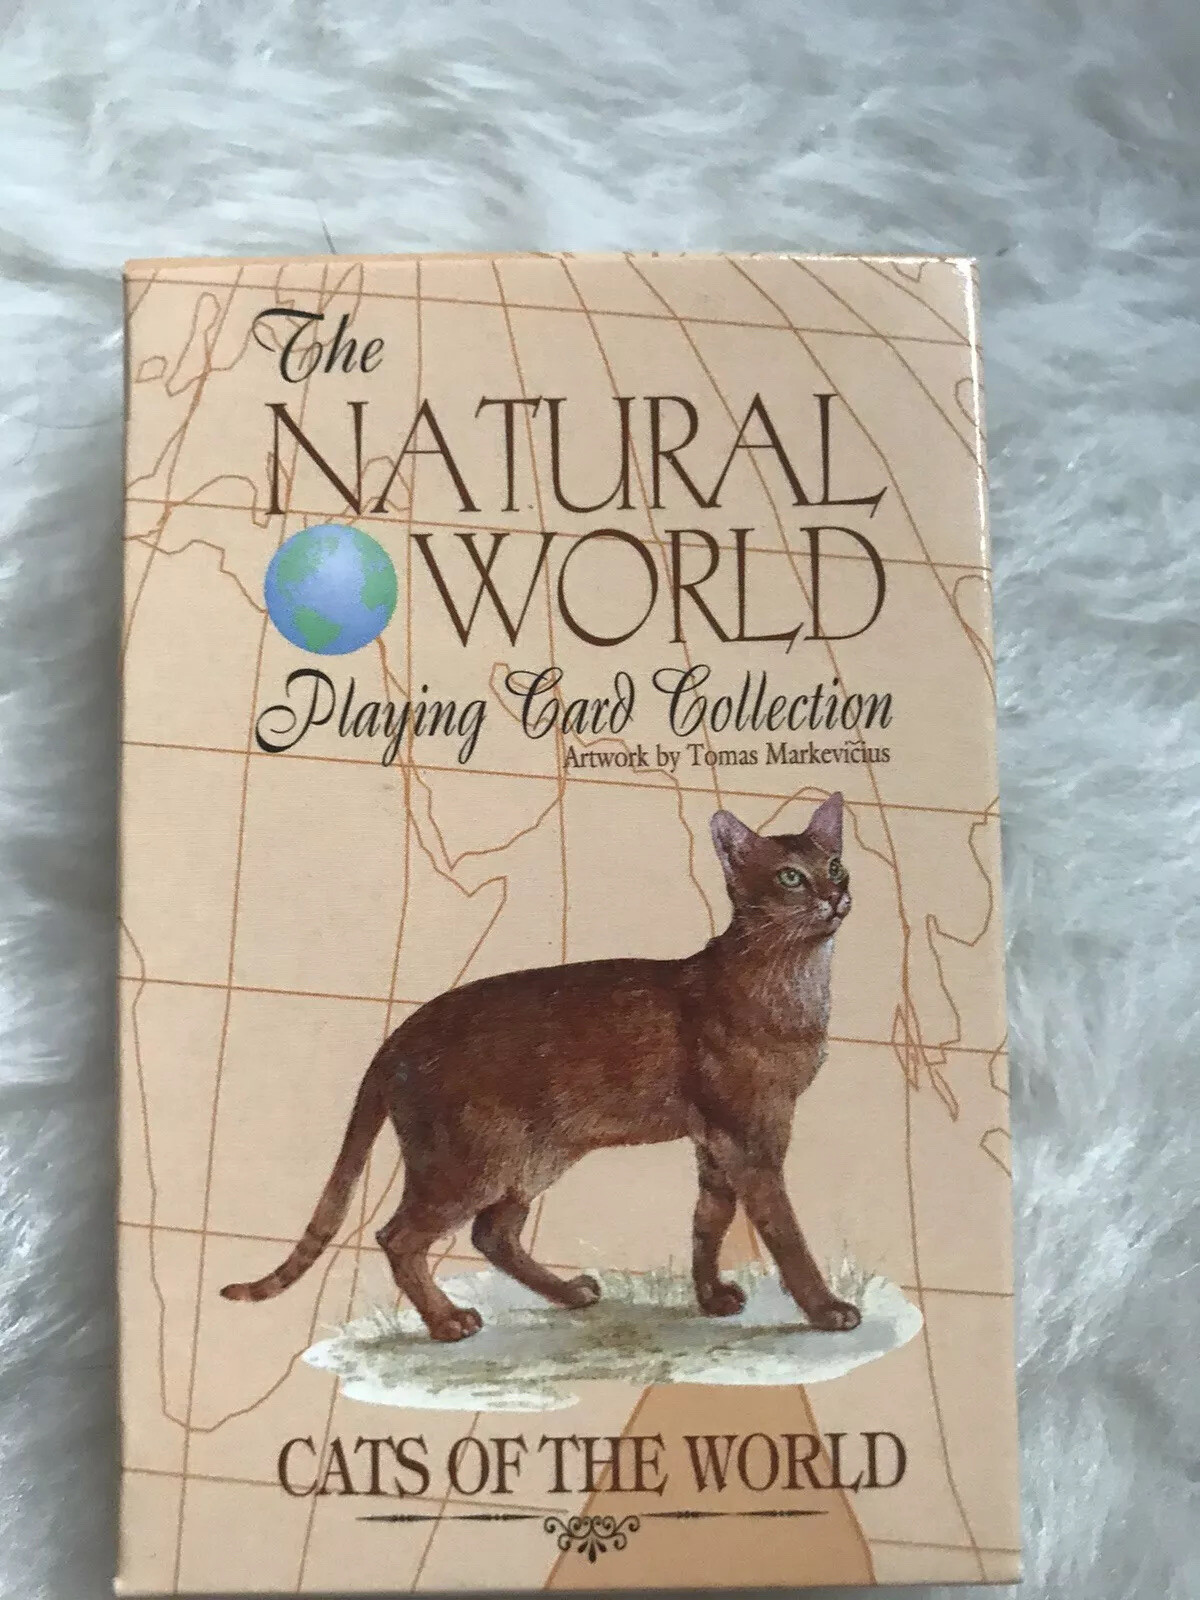 The
NATURAL
WORLD
Playing Card Collection
Artwork by Tomas Markevičius
CATS OF THE WORLD